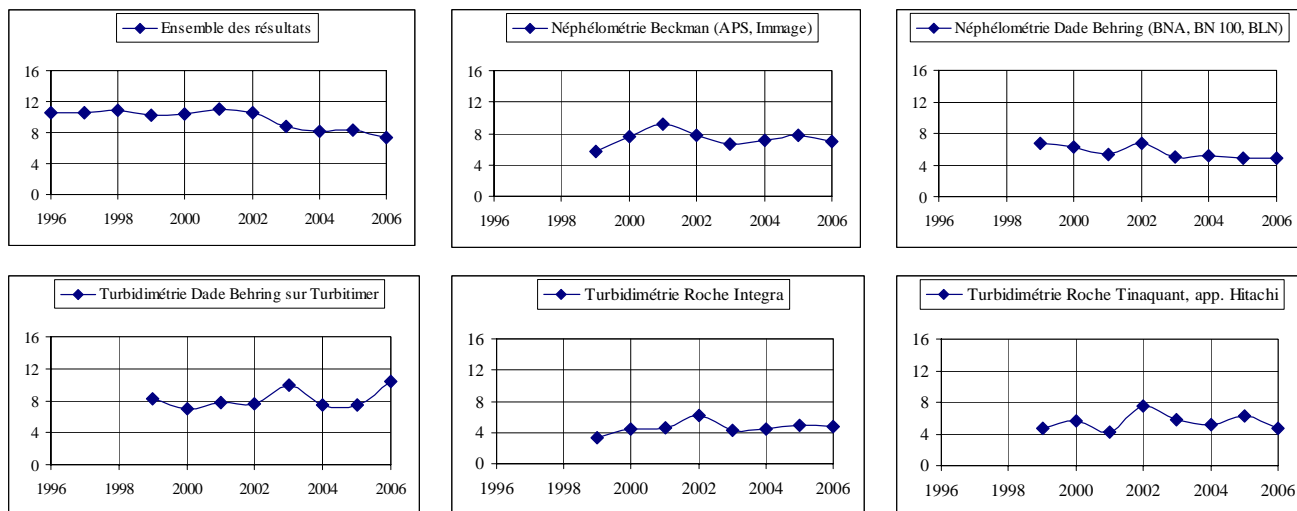 Ensemble des résultats
16
12
8
4
0
1996 1998 2000 2002 2004 2006
Néphélométrie Beckman (APS, Immage)
16
12
8
4
0
1996 1998 2000 2002 2004 2006
Néphélométrie Dade Behring (BNA, BN 100, BLN)
16
12
8
4
0
1996 1998 2000 2002 2004 2006
Turbidimétrie Dade Behring sur Turbitimer
16
12
8
4
0
1996 1998 2000 2002 2004 2006
Turbidimétrie Roche Integra
16
12
8
4
0
1996 1998 2000 2002 2004 2006
Turbidimétrie Roche Tinaquant, app. Hitachi
16
12
8
4
0
1996 1998 2000 2002 2004 2006